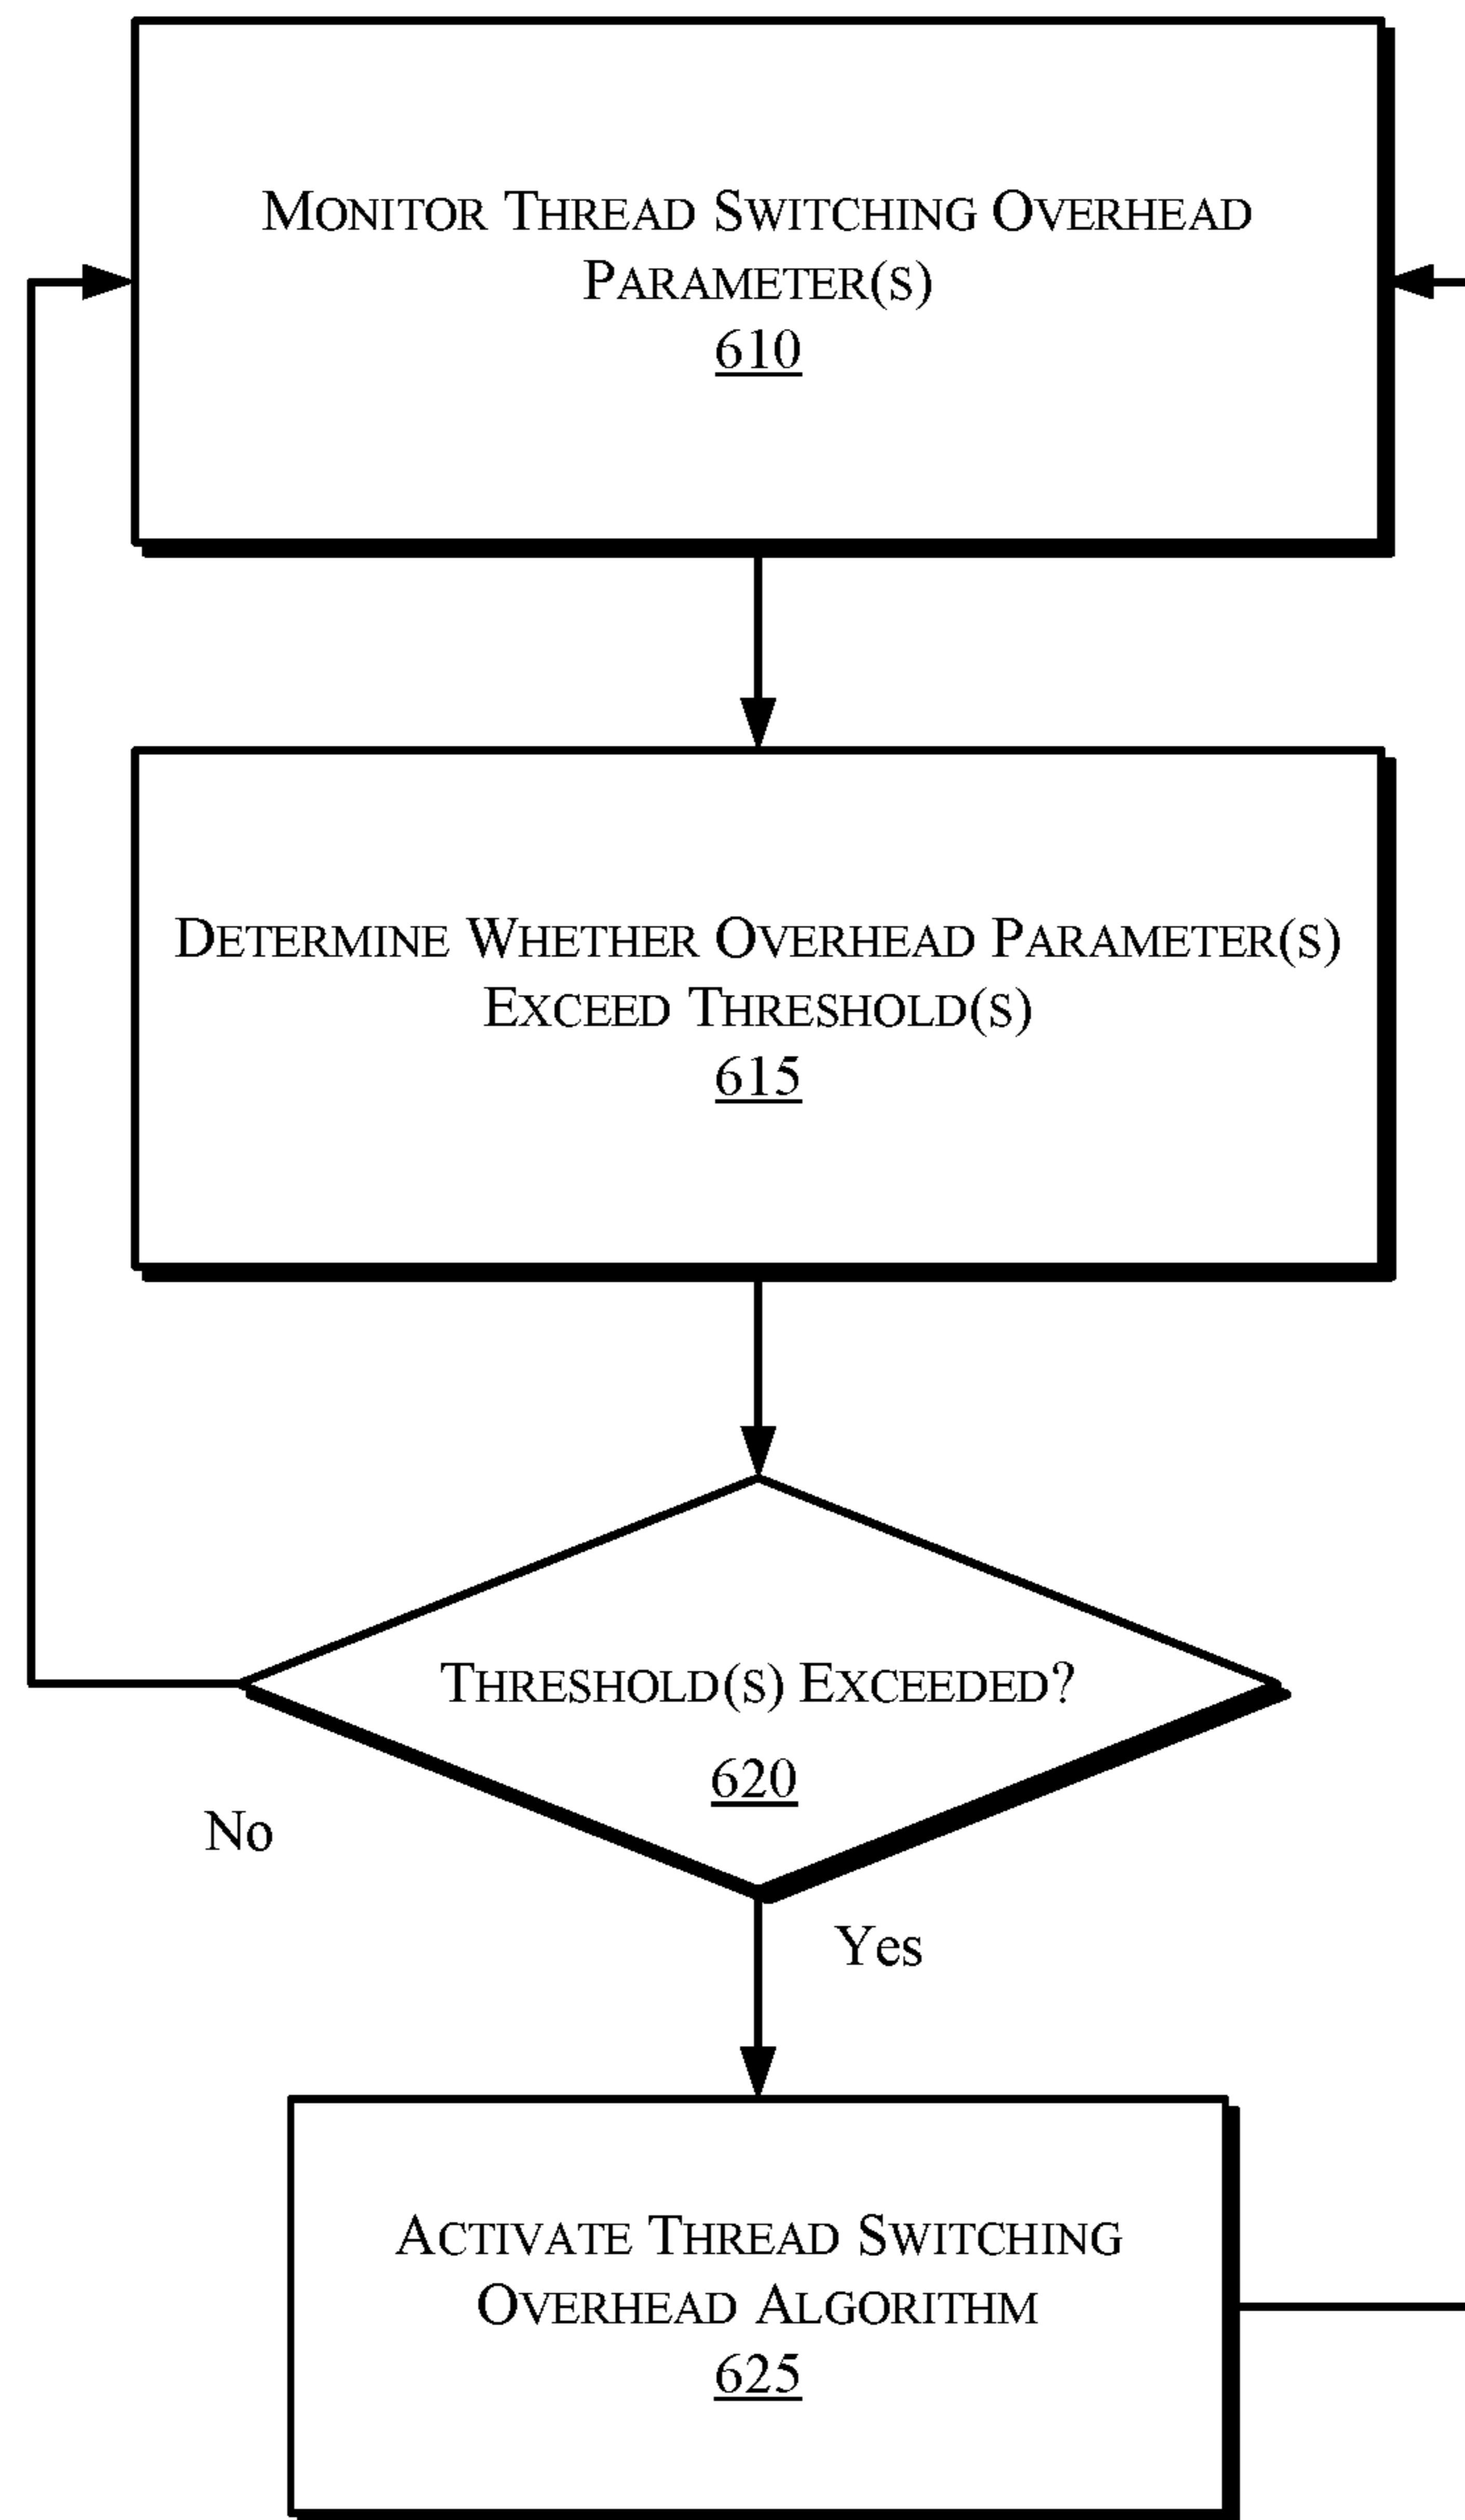 MONITOR THREAD SWITCHING OVERHEAD
PARAMETER(S)
610
DETERMINE WHETHER OVERHEAD PARAMETER(S)
EXCEED THRESHOLD(S)
615
THRESHOLD(S) EXCEEDED?
620
No
Yes
ACTIVATE THREAD SWITCHING
OVERHEAD ALGORITHM
625